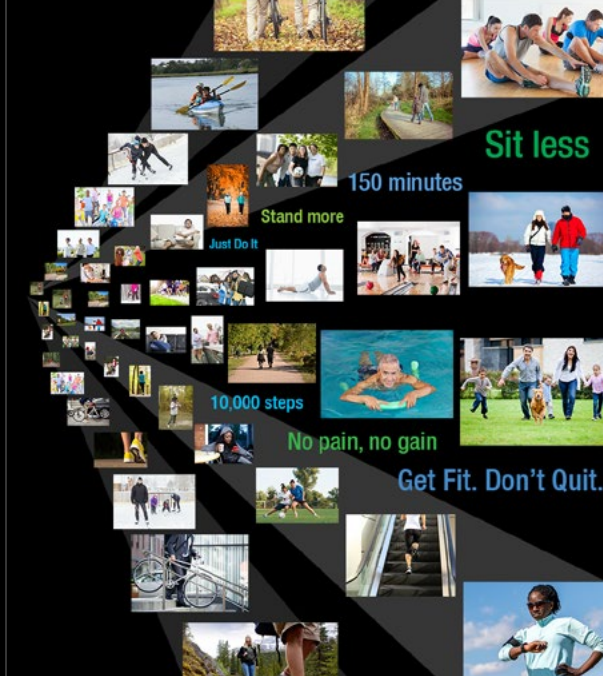 Sit less
150 minutes
Stand more
Just Do It
10,000 steps
No pain, no gain
Get Fit. Don't Quit.